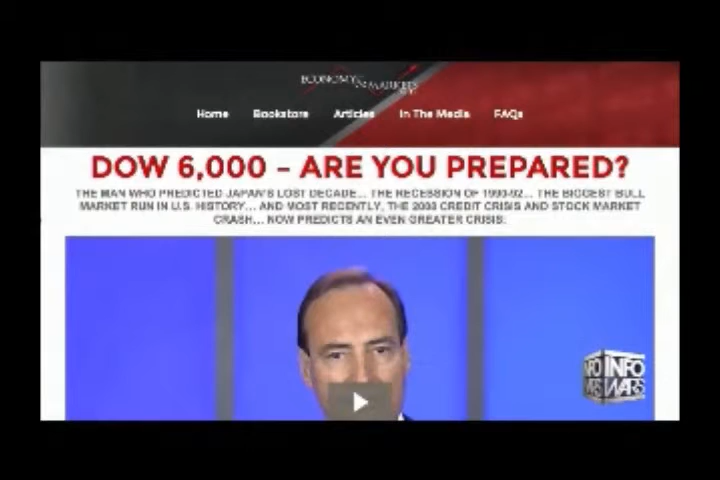 ECONOMY & MARKETS
Home Bookstore Articles In The Media FAQs
DOW 6,000 – ARE YOU PREPARED?
THE MAN WHO PREDICTED JAPAN'S LOST DECADE... THE RECESSION OF 1990-92... THE BIGGEST BULL
MARKET RUN IN U.S. HISTORY... AND MOST RECENTLY, THE 2008 CREDIT CRISIS AND STOCK MARKET
CRASH... NOW PREDICTS AN EVEN GREATER CRISIS.
INFO
WARS